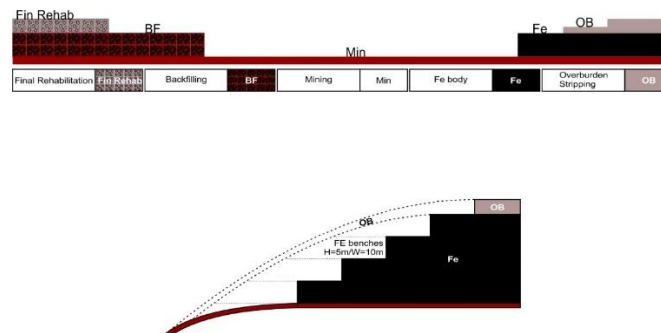 Fin Rehab
BF
Min
Fe
OB
Final Rehabilitation
Fin Rehab
Backfilling
BF
Mining
Min
Fe body
Fe
Overburden
Stripping
OB
OB
OB
FE benches
H=5m/W=10m
Fe